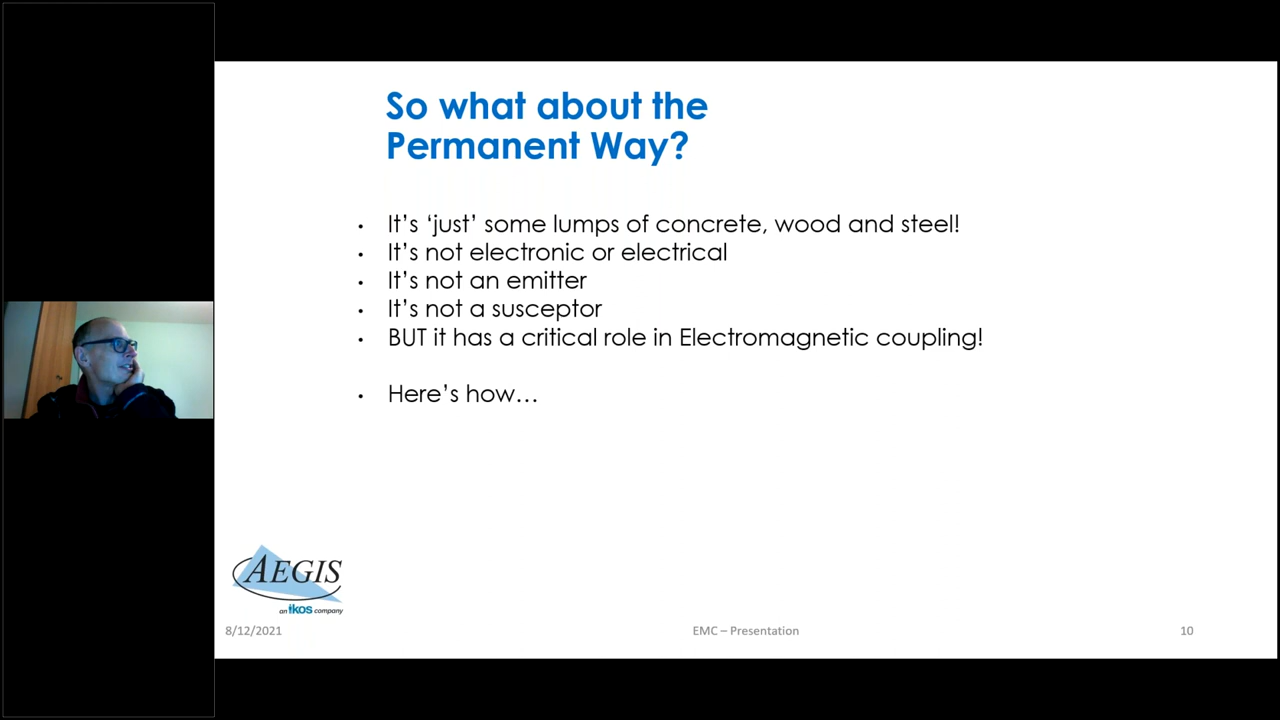 So what about the
Permanent Way?
• It's ‘just’ some lumps of concrete, wood and steel!
• It's not electronic or electrical
• It's not an emitter
• It's not a susceptor
• BUT it has a critical role in Electromagnetic coupling!
• Here's how…
AEGIS
an ikos company
8/12/2021
EMC – Presentation
10